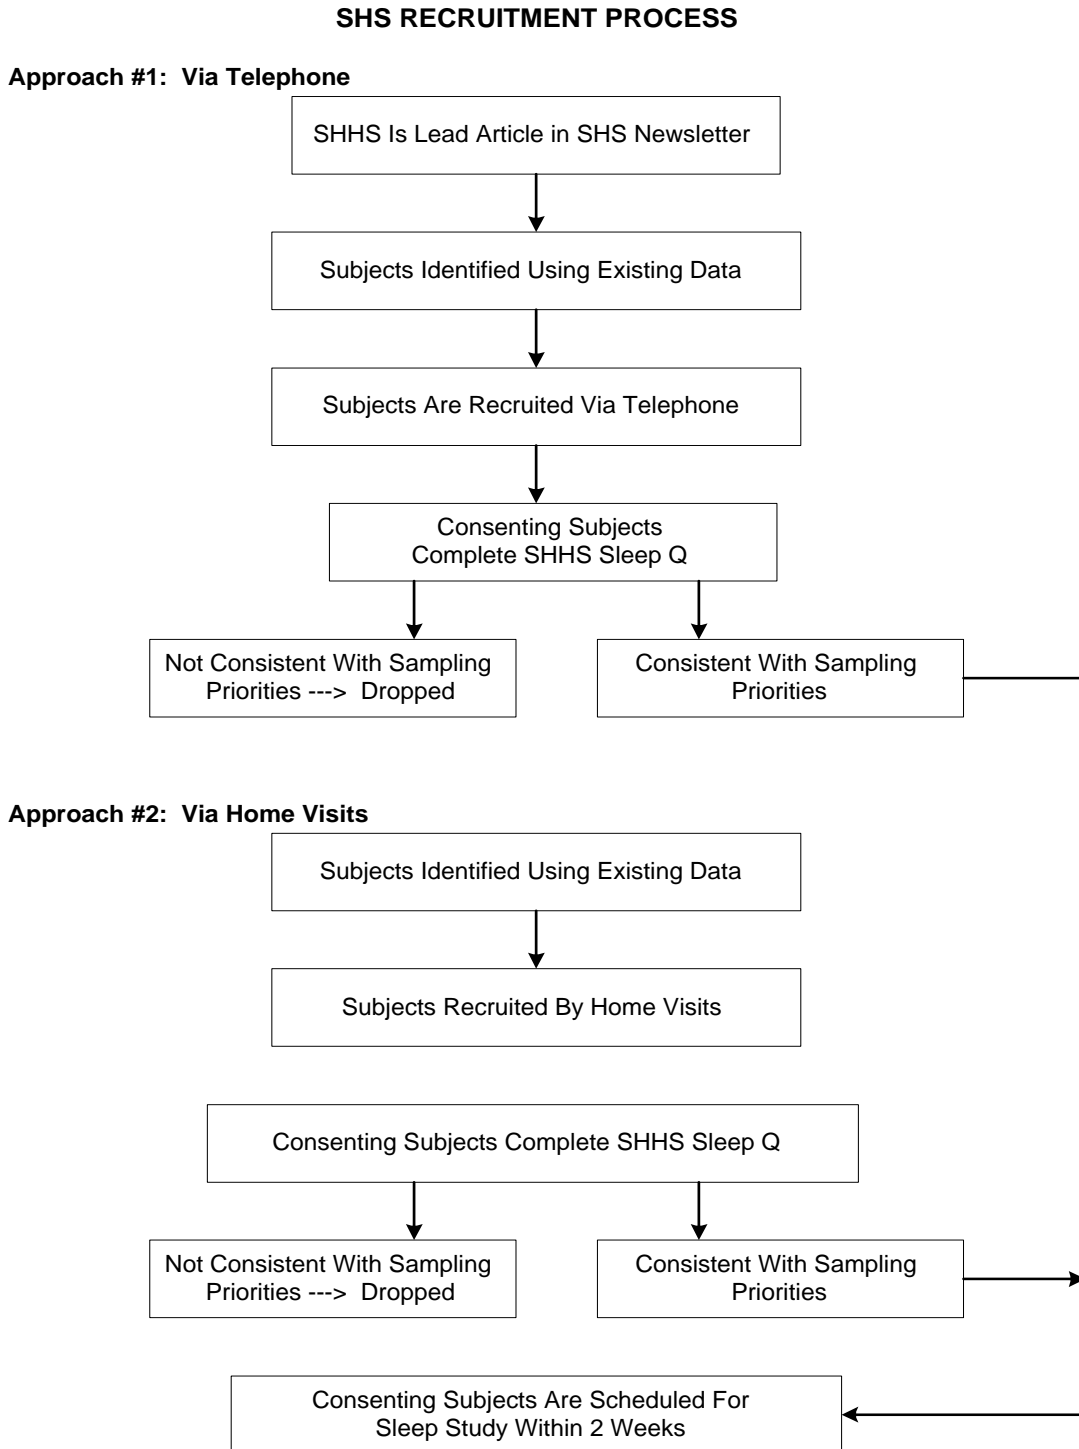 SHS RECRUITMENT PROCESS
Approach #1: Via Telephone
SHHS Is Lead Article in SHS Newsletter
Subjects Identified Using Existing Data
Subjects Are Recruited Via Telephone
Consenting Subjects
Complete SHHS Sleep Q
Not Consistent With Sampling
Priorities ---> Dropped
Consistent With Sampling
Priorities
Approach #2: Via Home Visits
Subjects Identified Using Existing Data
Subjects Recruited By Home Visits
Consenting Subjects Complete SHHS Sleep Q
Not Consistent With Sampling
Priorities ---> Dropped
Consistent With Sampling
Priorities
Consenting Subjects Are Scheduled For
Sleep Study Within 2 Weeks